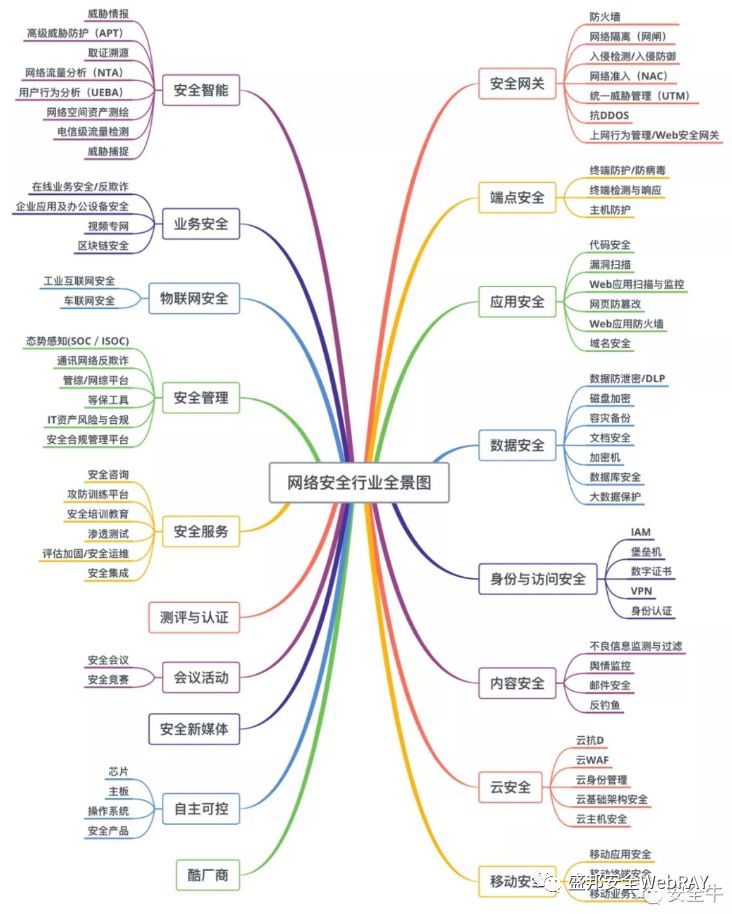 网络安全行业全景图
安全智能
威胁情报
高级威胁防护（APT）
取证溯源
网络流量分析（NTA）
用户行为分析（UEBA）
网络空间资产测绘
电信级流量检测
威胁捕捉
业务安全
在线业务安全/反欺诈
企业应用及办公设备安全
视频专网
区块链安全
物联网安全
工业互联网安全
车联网安全
安全管理
态势感知(SOC / ISOC)
通讯网络反欺诈
管综/网综平台
等保工具
IT资产风险与合规
安全合规管理平台
安全服务
安全咨询
攻防训练平台
安全培训教育
渗透测试
评估加固/安全运维
安全集成
测评与认证
会议活动
安全会议
安全竞赛
安全新媒体
自主可控
芯片
主板
操作系统
安全产品
酷厂商
安全网关
防火墙
网络隔离（网闸）
入侵检测/入侵防御
网络准入（NAC）
统一威胁管理（UTM）
抗DDOS
上网行为管理/Web安全网关
端点安全
终端防护/防病毒
终端检测与响应
主机防护
应用安全
代码安全
漏洞扫描
Web应用扫描与监控
网页防篡改
Web应用防火墙
域名安全
数据安全
数据防泄密/DLP
磁盘加密
容灾备份
文档安全
加密机
数据库安全
大数据保护
身份与访问安全
IAM
堡垒机
数字证书
VPN
身份认证
内容安全
不良信息监测与过滤
舆情监控
邮件安全
反钓鱼
云安全
云抗D
云WAF
云身份管理
云基础架构安全
云主机安全
移动安全
移动应用安全
移动终端安全
移动业务
盛邦安全WebRAY
安全牛